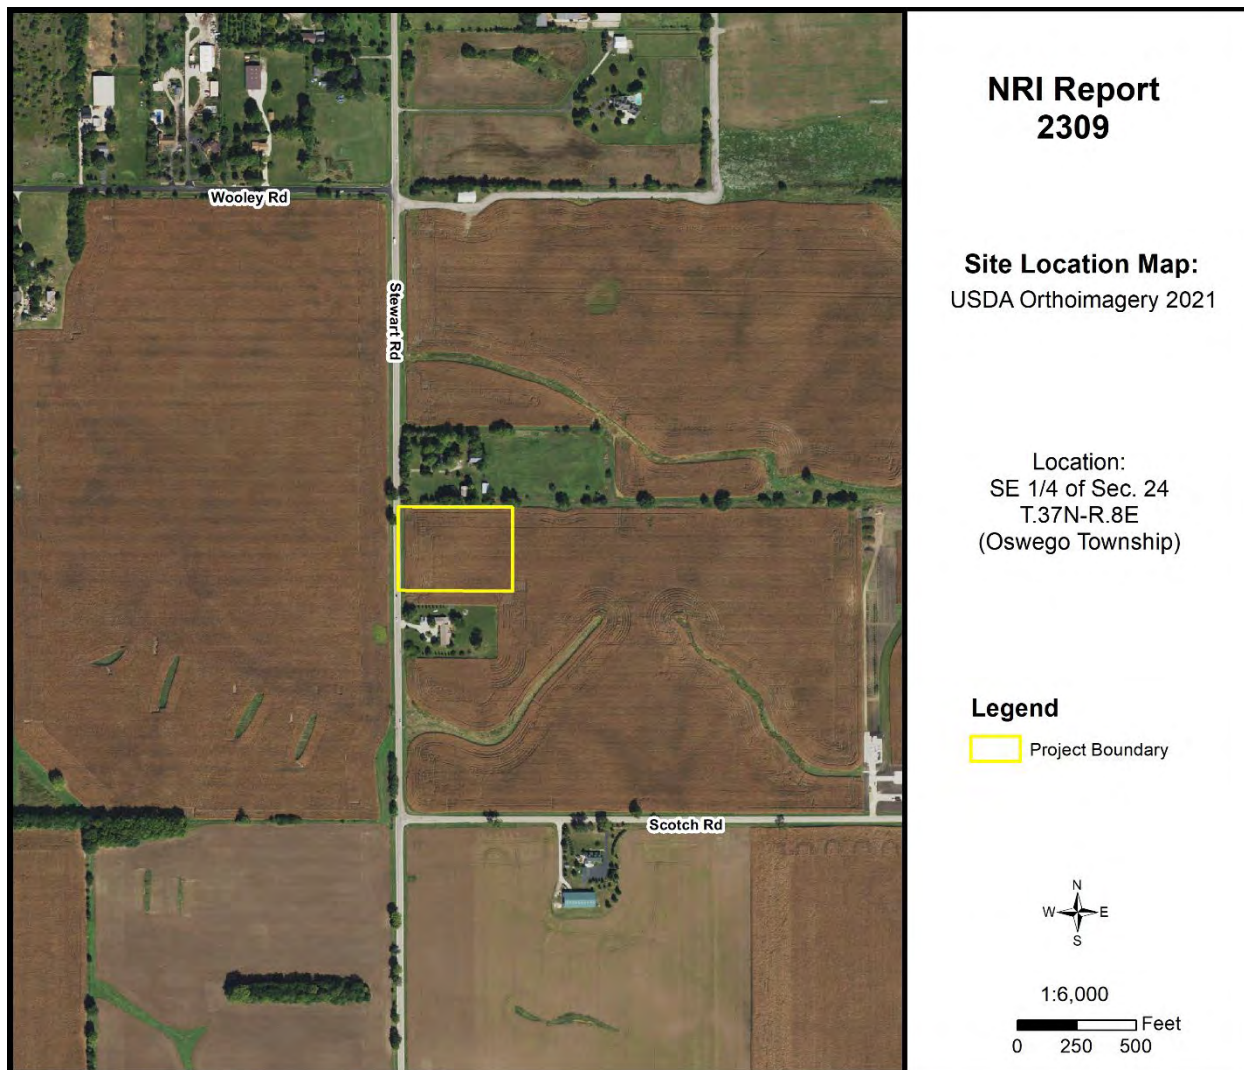 NRI Report
2309
Site Location Map:
USDA Orthoimagery 2021
Wooley Rd
Stewart Rd
Location:
SE 1/4 of Sec. 24
T.37N-R.8E
(Oswego Township)
Legend
Project Boundary
Scotch Rd
N
W E
S
1:6,000
Feet
0 250 500